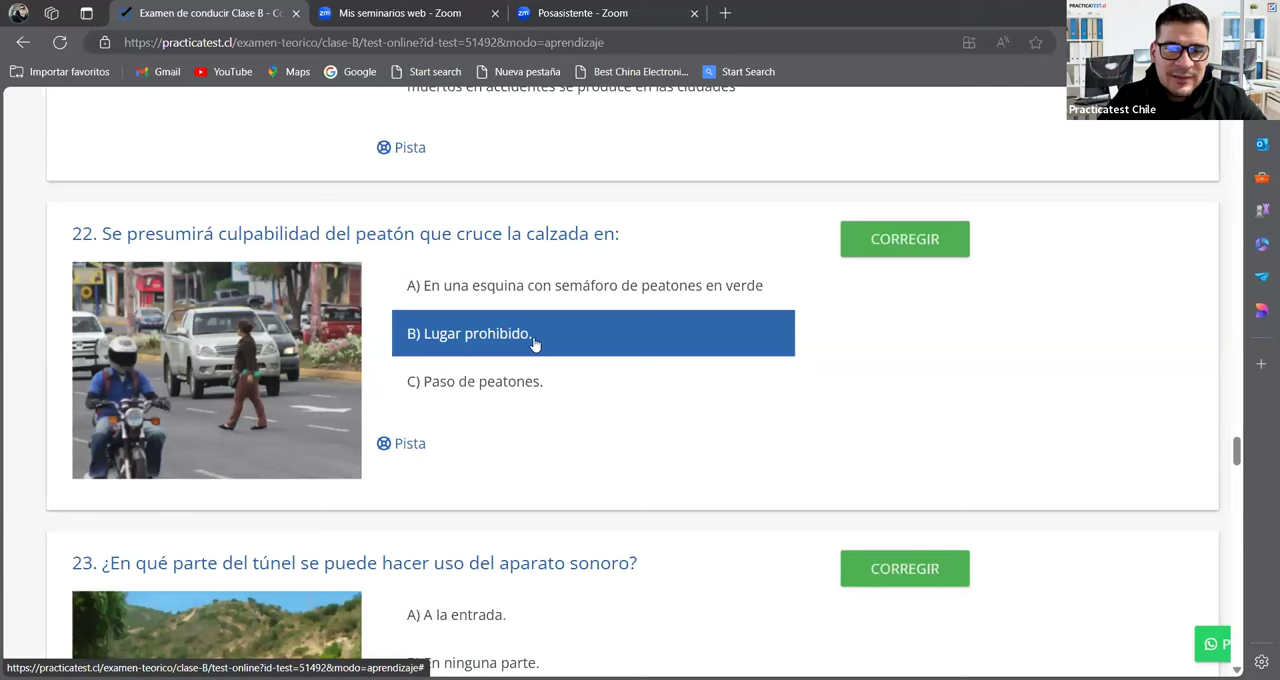 Examen de conducir Clase B - Co
Mis seminarios web - Zoom
Posasistente - Zoom
https://practicatest.cl/examen-teorico/clase-B/test-online?id-test=51492&modo=aprendizaje
Importar favoritos
Gmail
YouTube
Maps
Google
Start search
Nueva pestaña
Best China Electroni...
Start Search
PRACTICATEST.cl
Practicatest Chile
muertos en accidentes se produce en las ciudades
Pista
22. Se presumirá culpabilidad del peatón que cruce la calzada en:
CORREGIR
A) En una esquina con semáforo de peatones en verde
B) Lugar prohibido.
C) Paso de peatones.
Pista
23. ¿En qué parte del túnel se puede hacer uso del aparato sonoro?
CORREGIR
A) A la entrada.
En ninguna parte.
P
https://practicatest.cl/examen-teorico/clase-B/test-online?id-test=51492&modo=aprendizaje#